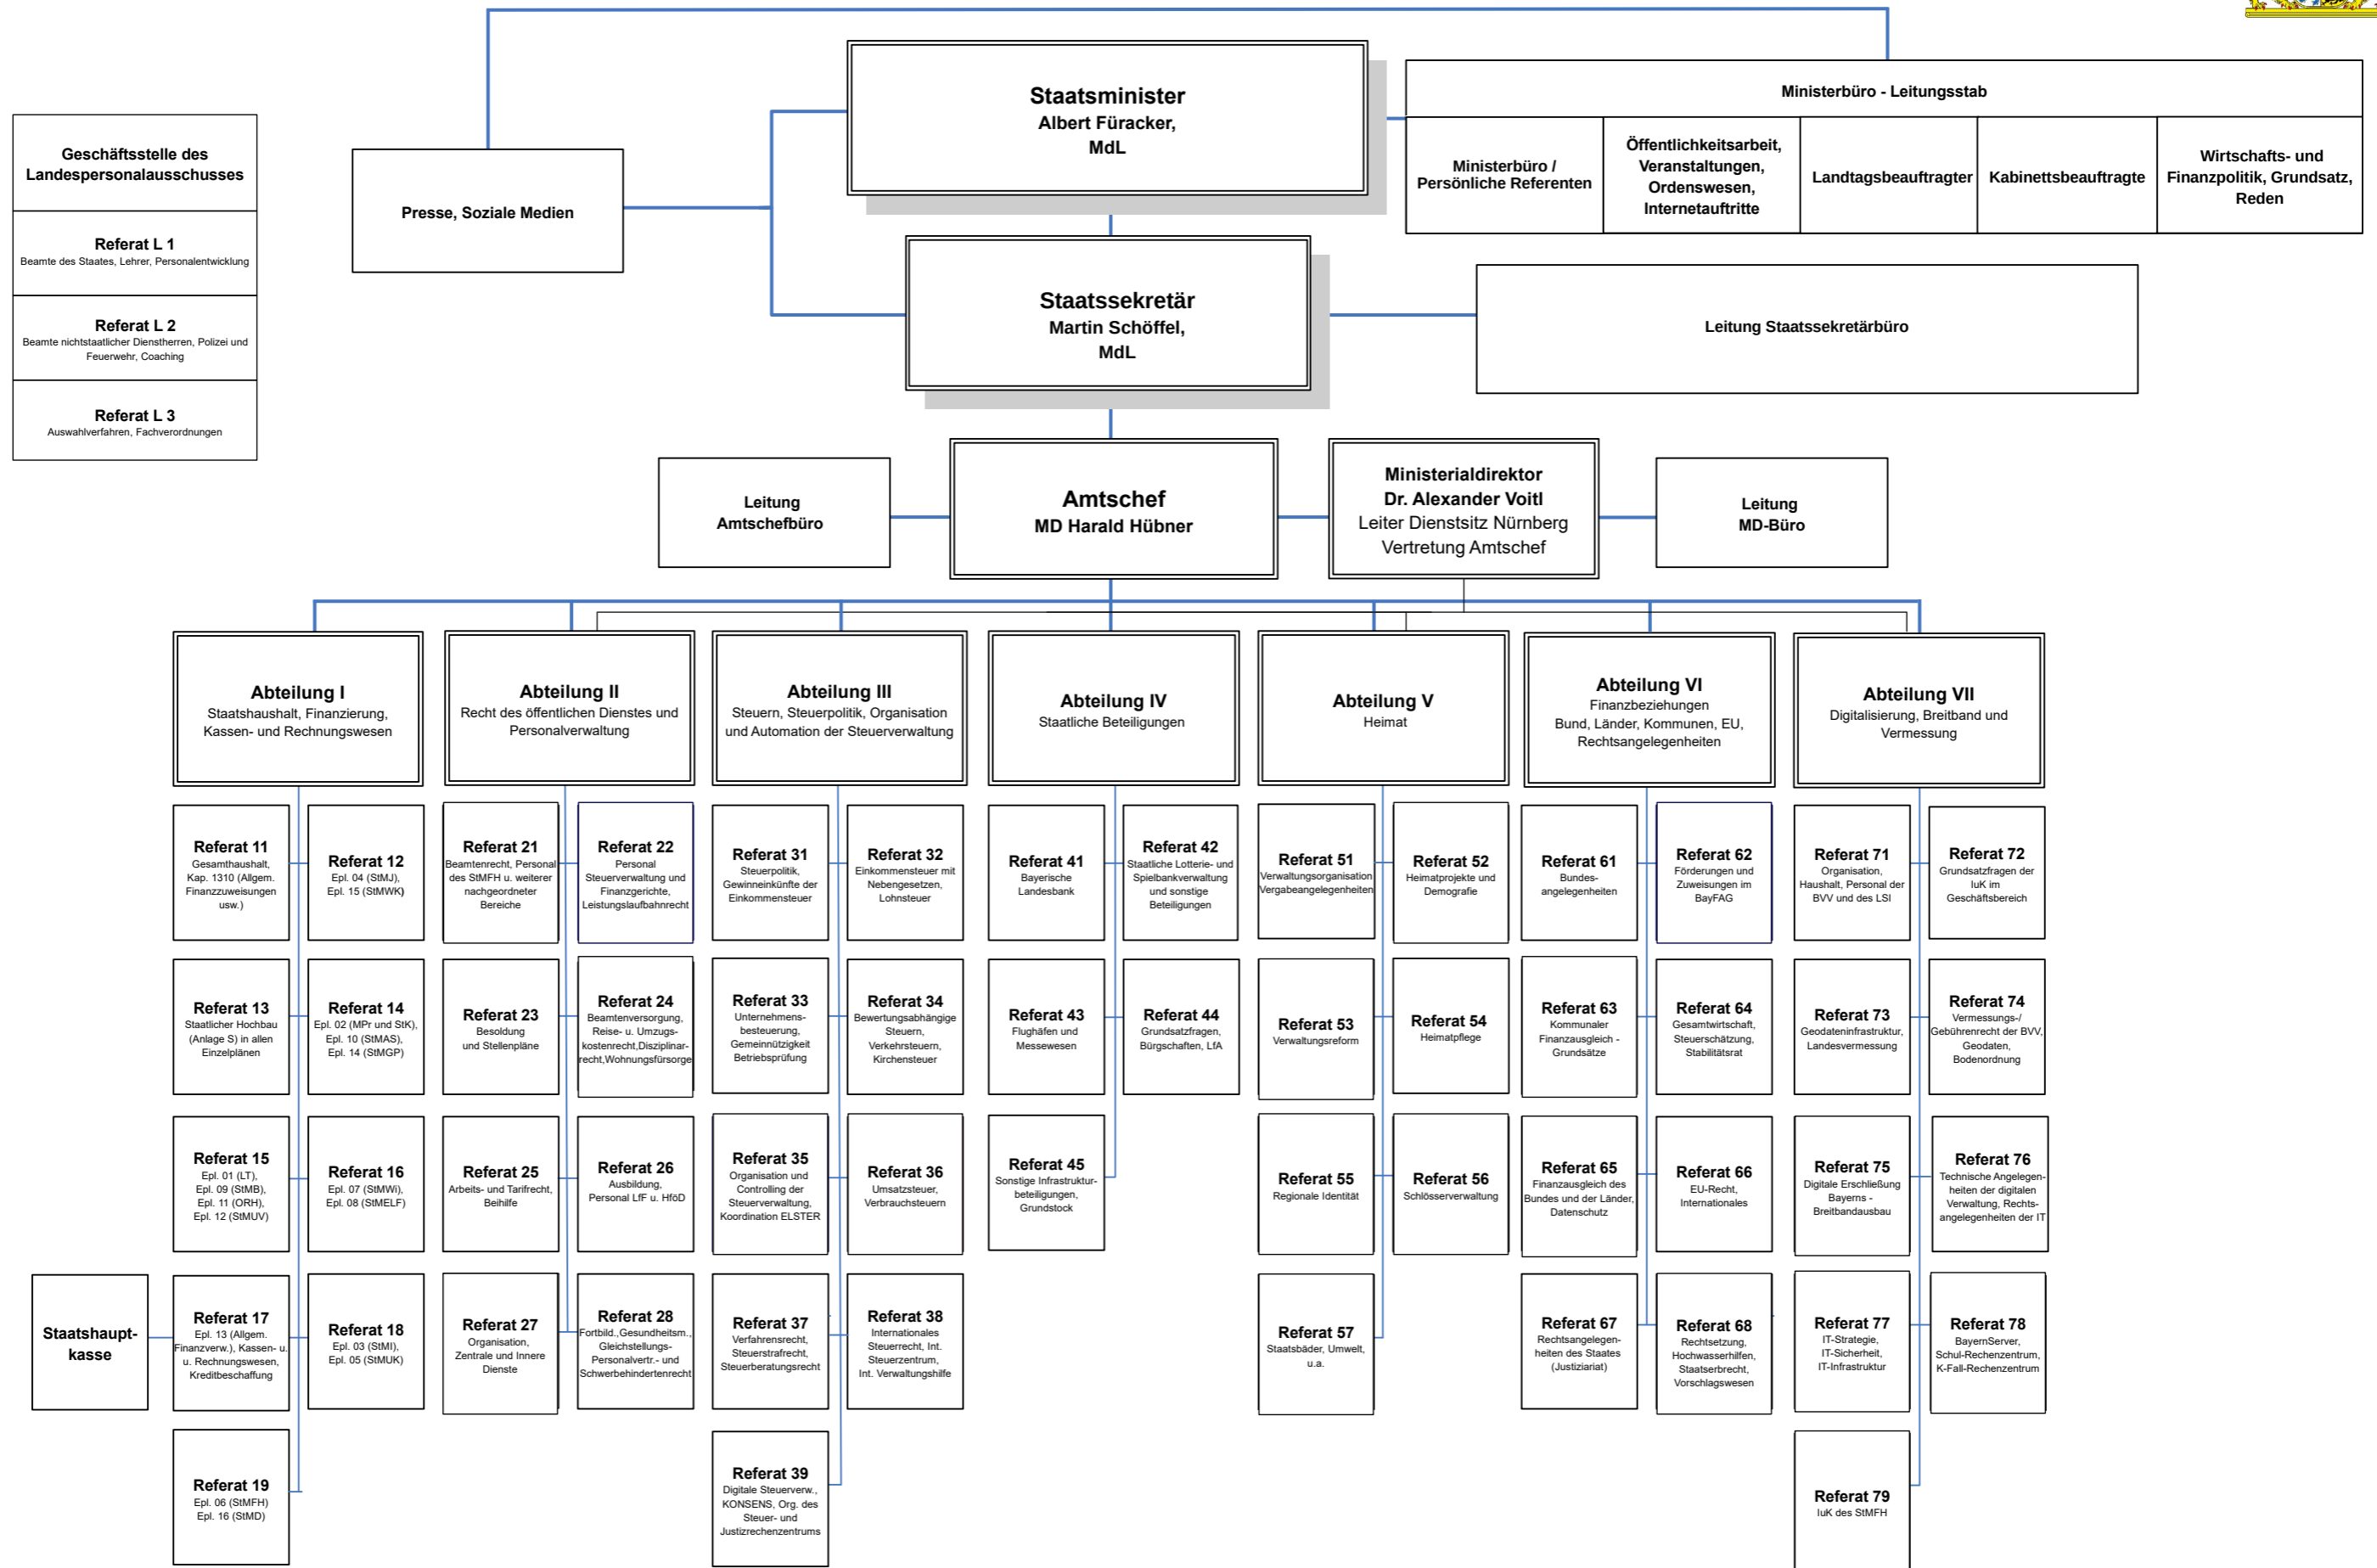 Staatsminister
Albert Füracker,
MdL
Ministerbüro - Leitungsstab
Ministerbüro /
Persönliche Referenten
Öffentlichkeitsarbeit,
Veranstaltungen,
Ordenswesen,
Internetauftritte
Landtagsbeauftragter
Kabinettsbeauftragte
Wirtschafts- und
Finanzpolitik, Grundsatz,
Reden
Geschäftsstelle des
Landespersonalausschusses
Referat L 1
Beamte des Staates, Lehrer, Personalentwicklung
Referat L 2
Beamte nichtstaatlicher Dienstherren, Polizei und
Feuerwehr, Coaching
Referat L 3
Auswahlverfahren, Fachverordnungen
Presse, Soziale Medien
Staatssekretär
Martin Schöffel,
MdL
Leitung Staatssekretärbüro
Leitung
Amtschefbüro
Amtschef
MD Harald Hübner
Ministerialdirektor
Dr. Alexander Voitl
Leiter Dienstsitz Nürnberg
Vertretung Amtschef
Leitung
MD-Büro
Abteilung I
Staatshaushalt, Finanzierung,
Kassen- und Rechnungswesen
Abteilung II
Recht des öffentlichen Dienstes und
Personalverwaltung
Abteilung III
Steuern, Steuerpolitik, Organisation
und Automation der Steuerverwaltung
Abteilung IV
Staatliche Beteiligungen
Abteilung V
Heimat
Abteilung VI
Finanzbeziehungen
Bund, Länder, Kommunen, EU,
Rechtsangelegenheiten
Abteilung VII
Digitalisierung, Breitband und
Vermessung
Referat 11
Gesamthaushalt,
Kap. 1310 (Allgem.
Finanzzuweisungen
usw.)
Referat 12
Epl. 04 (StMJ),
Epl. 15 (StMWK)
Referat 21
Beamtenrecht, Personal
des StMFH u. weiterer
nachgeordneter
Bereiche
Referat 22
Personal
Steuerverwaltung und
Finanzgerichte,
Leistungslaufbahnrecht
Referat 31
Steuerpolitik,
Gewinneinkünfte der
Einkommensteuer
Referat 32
Einkommensteuer mit
Nebengesetzen,
Lohnsteuer
Referat 41
Bayerische
Landesbank
Referat 42
Staatliche Lotterie- und
Spielbankverwaltung
und sonstige
Beteiligungen
Referat 51
Verwaltungsorganisation
Vergabeangelegenheiten
Referat 52
Heimatprojekte und
Demografie
Referat 61
Bundes-
angelegenheiten
Referat 62
Förderungen und
Zuweisungen im
BayFAG
Referat 71
Organisation,
Haushalt, Personal der
BVV und des LSI
Referat 72
Grundsatzfragen der
IuK im
Geschäftsbereich
Referat 13
Staatlicher Hochbau
(Anlage S) in allen
Einzelplänen
Referat 14
Epl. 02 (MPr und StK),
Epl. 10 (StMAS),
Epl. 14 (StMGP)
Referat 23
Besoldung
und Stellenpläne
Referat 24
Beamtenversorgung,
Reise- u. Umzugs-
kostenrecht,Disziplinar-
recht,Wohnungsfürsorge
Referat 33
Unternehmens-
besteuerung,
Gemeinnützigkeit
Betriebsprüfung
Referat 34
Bewertungsabhängige
Steuern,
Verkehrsteuern,
Kirchensteuer
Referat 43
Flughäfen und
Messewesen
Referat 44
Grundsatzfragen,
Bürgschaften, LfA
Referat 53
Verwaltungsreform
Referat 54
Heimatpflege
Referat 63
Kommunaler
Finanzausgleich -
Grundsätze
Referat 64
Gesamtwirtschaft,
Steuerschätzung,
Stabilitätsrat
Referat 73
Geodateninfrastruktur,
Landesvermessung
Referat 74
Vermessungs-/
Gebührenrecht der BVV,
Geodaten,
Bodenordnung
Referat 15
Epl. 01 (LT),
Epl. 09 (StMB),
Epl. 11 (ORH),
Epl. 12 (StMUV)
Referat 16
Epl. 07 (StMWi)
Epl. 08 (StMELF)
Referat 25
Arbeits- und Tarifrecht,
Beihilfe
Referat 26
Ausbildung,
Personal LfF u. HföD
Referat 35
Organisation und
Controlling der
Steuerverwaltung,
Koordination ELSTER
Referat 36
Umsatzsteuer,
Verbrauchsteuern
Referat 45
Sonstige Infrastruktur-
beteiligungen,
Grundstock
Referat 55
Regionale Identität
Referat 56
Schlösserverwaltung
Referat 65
Finanzausgleich des
Bundes und der Länder,
Datenschutz
Referat 66
EU-Recht,
Internationales
Referat 75
Digitale Erschließung
Bayerns -
Breitbandausbau
Referat 76
Technische Angelegen-
heiten der digitalen
Verwaltung, Rechts-
angelegenheiten der IT
Staatshaupt-
kasse
Referat 17
Epl. 13 (Allgem.
Finanzverw.), Kassen- u.
u. Rechnungswesen,
Kreditbeschaffung
Referat 18
Epl. 03 (StMI),
Epl. 05 (StMUK)
Referat 27
Organisation,
Zentrale und Innere
Dienste
Referat 28
Fortbild.,Gesundheitsm.,
Gleichstellungs-
Personalvertr.- und
Schwerbehindertenrecht
Referat 37
Verfahrensrecht,
Steuerstrafrecht,
Steuerberatungsrecht
Referat 38
Internationales
Steuerrecht, Int.
Steuerzentrum,
Int. Verwaltungshilfe
Referat 57
Staatsbäder, Umwelt,
u.a.
Referat 67
Rechtsangelegen-
heiten des Staates
(Justiziariat)
Referat 68
Rechtsetzung,
Hochwasserhilfen,
Staatserbrecht,
Vorschlagswesen
Referat 77
IT-Strategie,
IT-Sicherheit,
IT-Infrastruktur
Referat 78
BayernServer,
Schul-Rechenzentrum,
K-Fall-Rechenzentrum
Referat 19
Epl. 06 (StMFH)
Epl. 16 (StMD)
Referat 39
Digitale Steuerverw.,
KONSENS, Org. des
Steuer- und
Justizrechenzentrums
Referat 79
IuK des StMFH